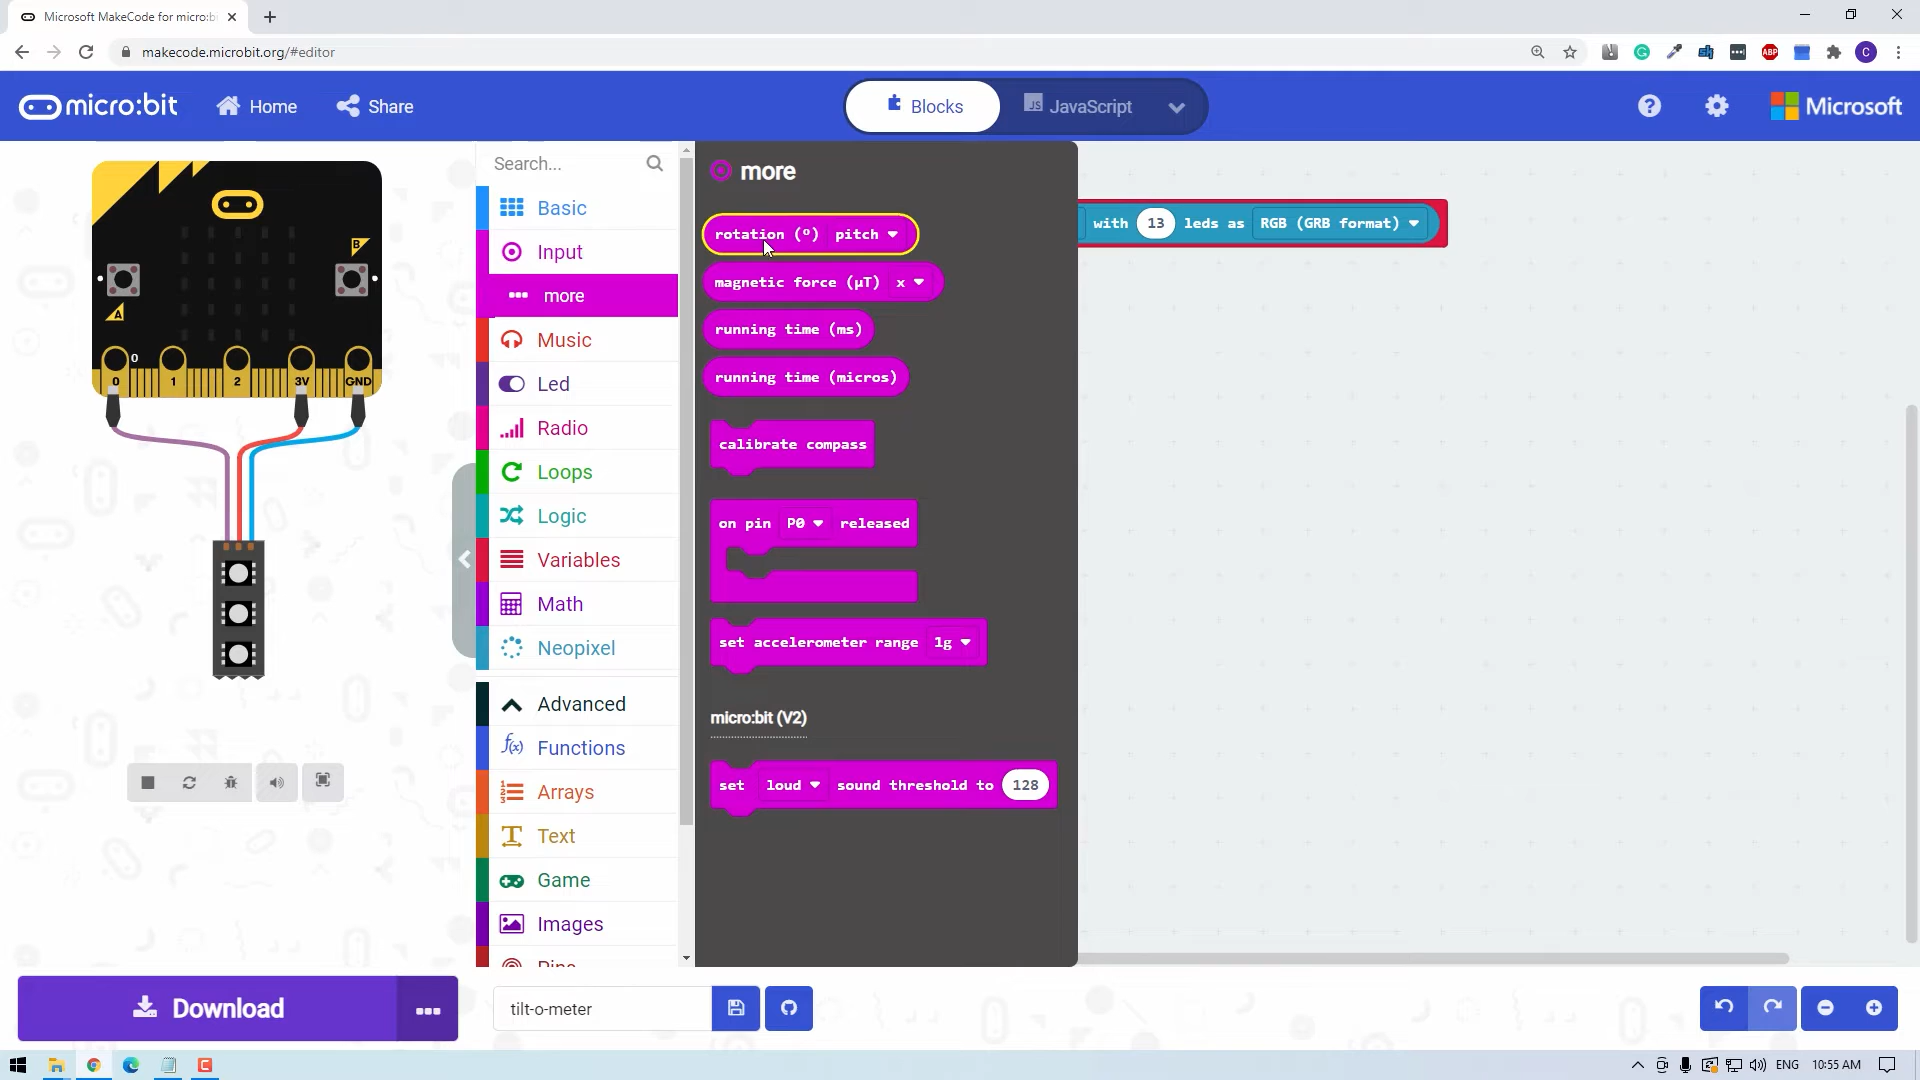 Microsoft MakeCode for micro:bi
makecode.microbit.org/#editor
ABP
C
micro:bit
Home
Share
Blocks
JS JavaScript
?
Microsoft
A
B
0
0 1 2 3V GND
Search...
Basic
Input
more
Music
Led
Radio
Loops
Logic
Variables
Math
Neopixel
Advanced
f(x) Functions
Arrays
Text
Game
Images
more
rotation (º) pitch
magnetic force (µT) x
running time (ms)
running time (micros)
calibrate compass
on pin P0 released
set accelerometer range 1g
micro:bit (V2)
set loud sound threshold to 128
with 13 leds as RGB (GRB format)
Download
tilt-o-meter
ENG
10:55 AM